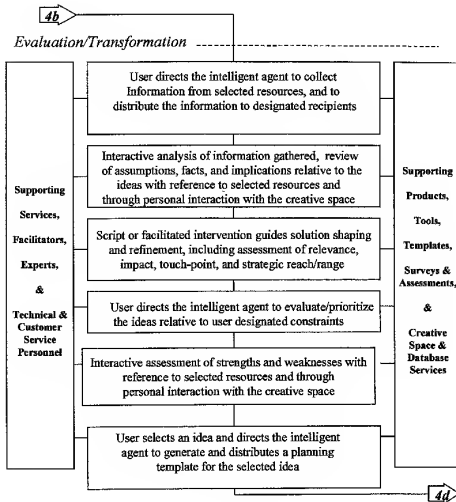 4b
Evaluation/Transformation
User directs the intelligent agent to collect
Information from selected resources, and to
distribute the information to designated recipients
Interactive analysis of information gathered, review
of assumptions, facts, and implications relative to the
ideas with reference to selected resources and
through personal interaction with the creative space
Script or facilitated intervention guides solution shaping
and refinement, including assessment of relevance,
impact, touch-point, and strategic reach/range
User directs the intelligent agent to evaluate/prioritize
the ideas relative to user designated constraints
Interactive assessment of strengths and weaknesses with
reference to selected resources and through
personal interaction with the creative space
User selects an idea and directs the intelligent
agent to generate and distributes a planning
template for the selected idea
Supporting
Services,
Facilitators,
Experts,
&
Technical &
Customer
Service
Personnel
Supporting
Products,
Tools,
Templates,
Surveys &
Assessments,
&
Creative
Space &
Database
Services
4d